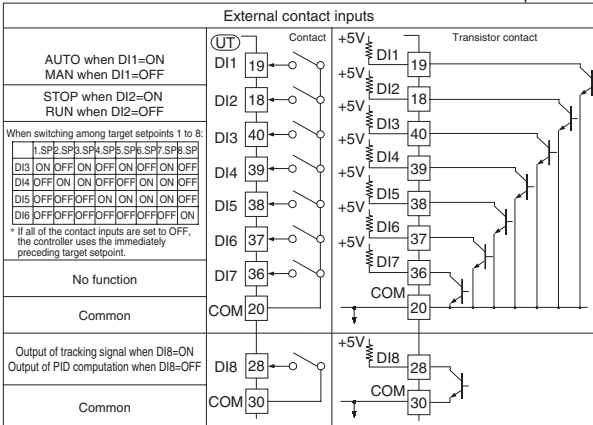 External contact inputs
AUTO when DI1=ON
MAN when DI1=OFF
STOP when DI2=ON
RUN when DI2=OFF
When switching among target setpoints 1 to 8:
1.SP 2.SP 3.SP 4.SP 5.SP 6.SP 7.SP 8.SP
DI3 ON OFF ON OFF ON OFF ON OFF
DI4 OFF ON ON OFF OFF ON ON OFF
DI5 OFF OFF OFF ON ON ON ON OFF
DI6 OFF OFF OFF OFF OFF OFF OFF ON
* If all of the contact inputs are set to OFF,
the controller uses the immediately
preceding target setpoint.
No function
Common
Output of tracking signal when DI8=ON
Output of PID computation when DI8=OFF
Common
UT Contact
DI1 19
DI2 18
DI3 40
DI4 39
DI5 38
DI6 37
DI7 36
COM 20
DI8 28
COM 30
Transistor contact
+5V DI1 19
+5V DI2 18
+5V DI3 40
+5V DI4 39
+5V DI5 38
+5V DI6 37
+5V DI7 36
COM 20
+5V DI8 28
COM 30